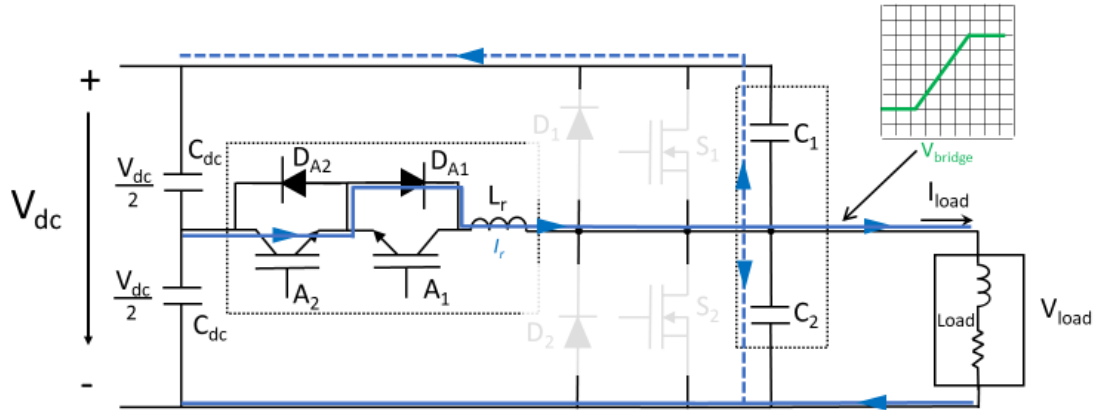 +
V_dc
-
V_dc
2
C_dc
V_dc
2
C_dc
D_A2
D_A1
L_r
I_r
A_2
A_1
D_1
S_1
D_2
S_2
C_1
C_2
V_bridge
I_load
Load
V_load